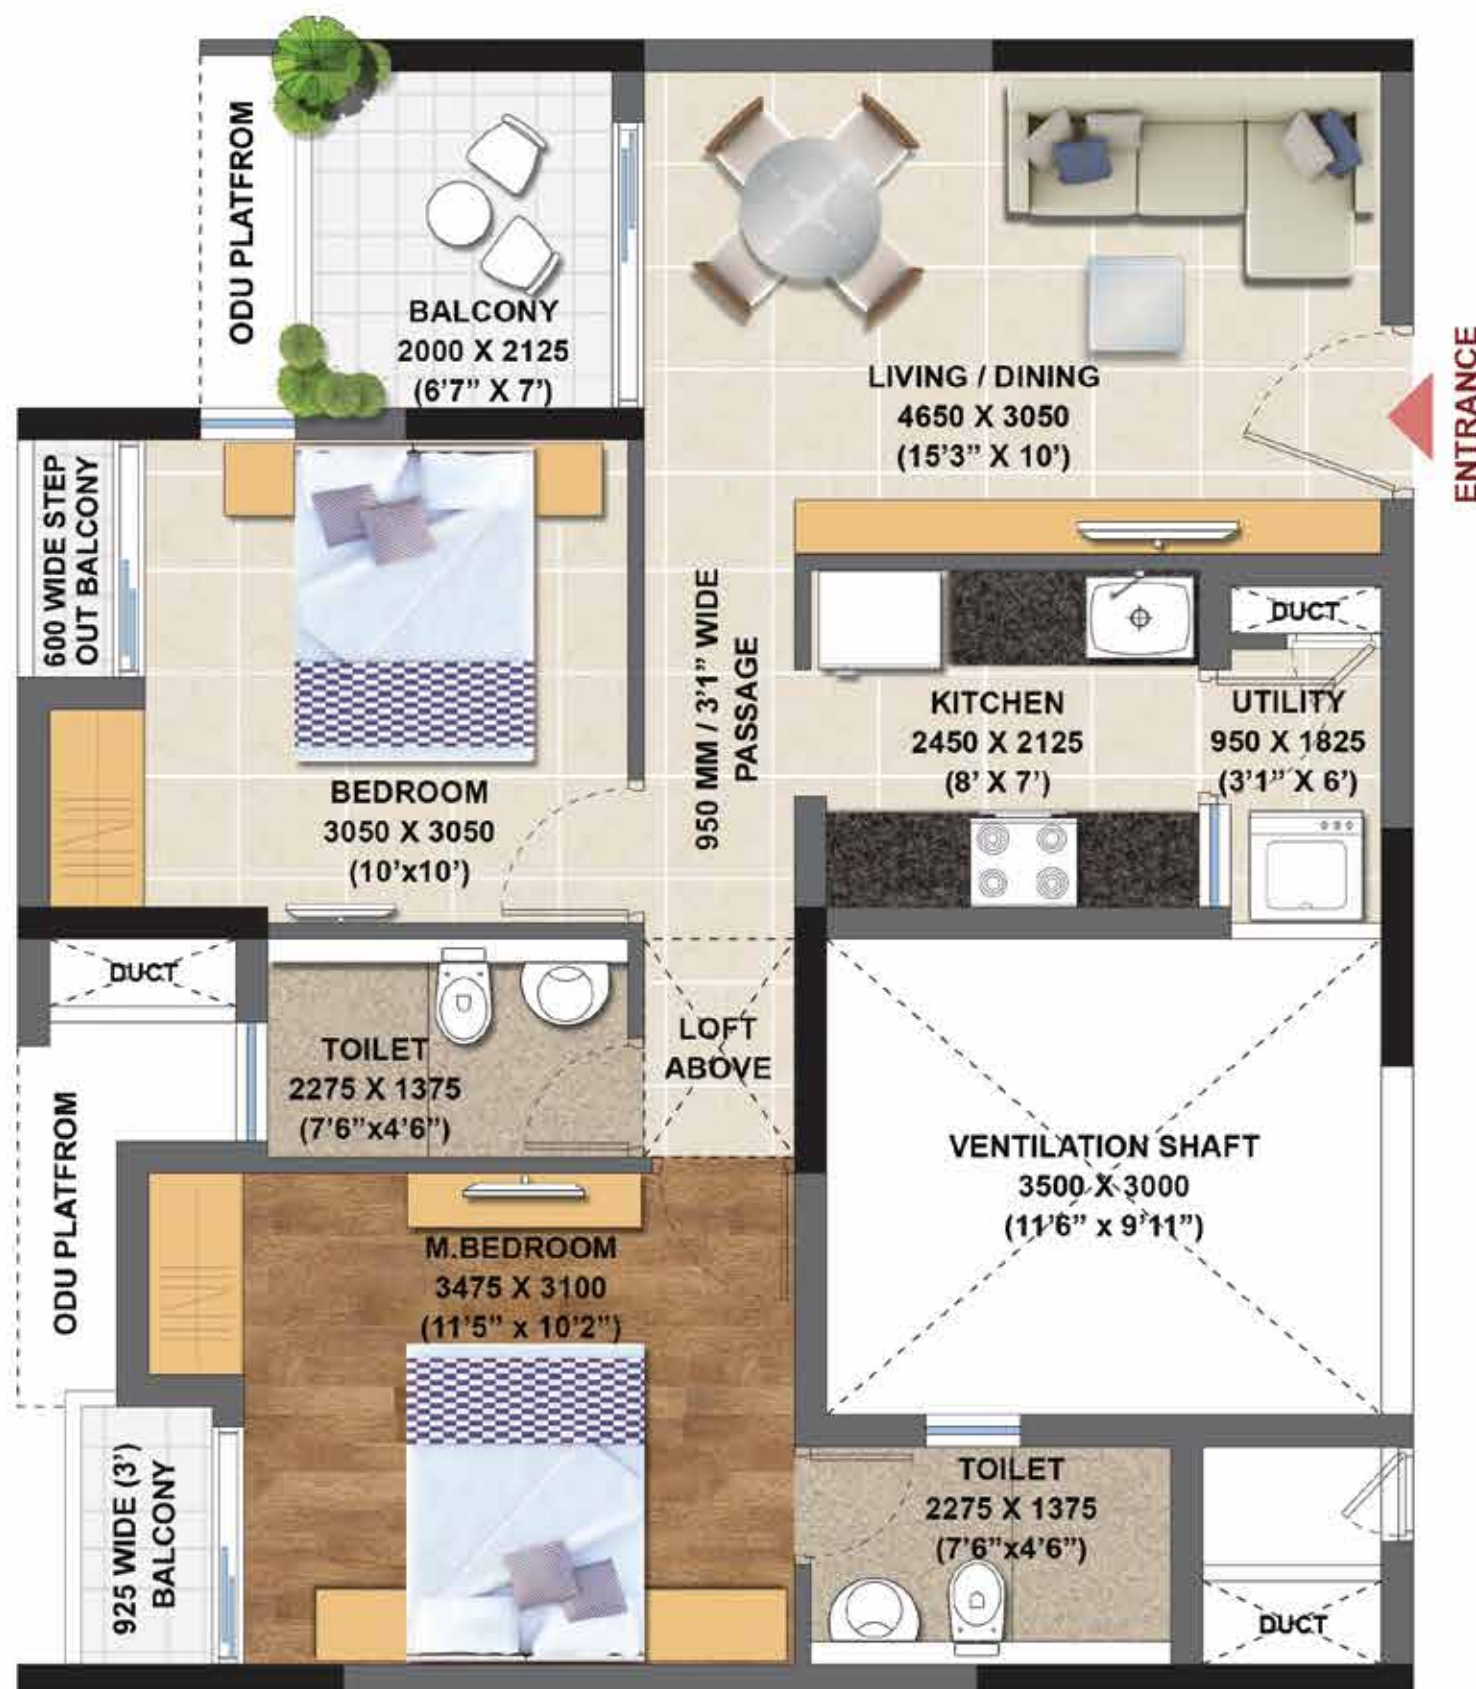 ODU PLATFROM
BALCONY
2000 X 2125
(6'7" X 7')
LIVING / DINING
4650 X 3050
(15'3" X 10')
ENTRANCE
600 WIDE STEP
OUT BALCONY
BEDROOM
3050 X 3050
(10'x10')
950 MM / 3'1" WIDE
PASSAGE
KITCHEN
2450 X 2125
(8' X 7')
DUCT
UTILITY
950 X 1825
(3'1" X 6')
DUCT
TOILET
2275 X 1375
(7'6"x4'6")
LOFT
ABOVE
ODU PLATFROM
VENTILATION SHAFT
3500 X 3000
(11'6" x 9'11")
M.BEDROOM
3475 X 3100
(11'5" x 10'2")
925 WIDE (3')
BALCONY
TOILET
2275 X 1375
(7'6"x4'6")
DUCT